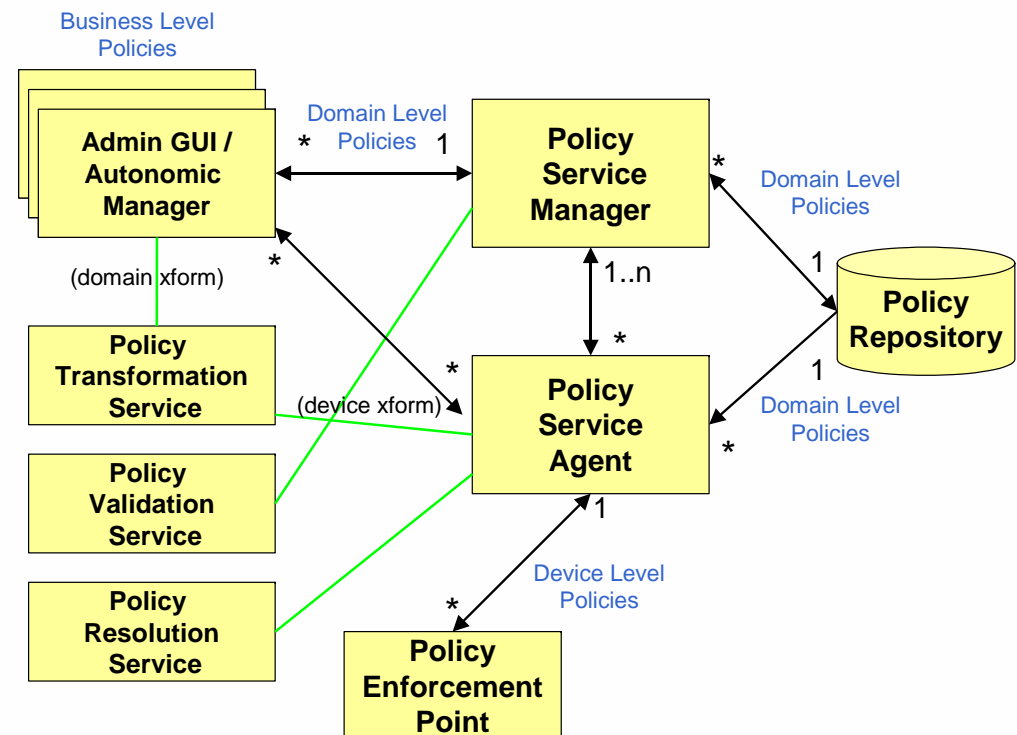 Business Level
Policies
Admin GUI /
Autonomic
Manager
*
Domain Level
Policies
1
Policy
Service
Manager
*
Domain Level
Policies
1
Policy
Repository
1
Domain Level
Policies
*
1..n
*
*
*
(domain xform)
Policy
Transformation
Service
(device xform)
Policy
Service
Agent
Policy
Validation
Service
1
Device Level
Policies
*
Policy
Resolution
Service
Policy
Enforcement
Point